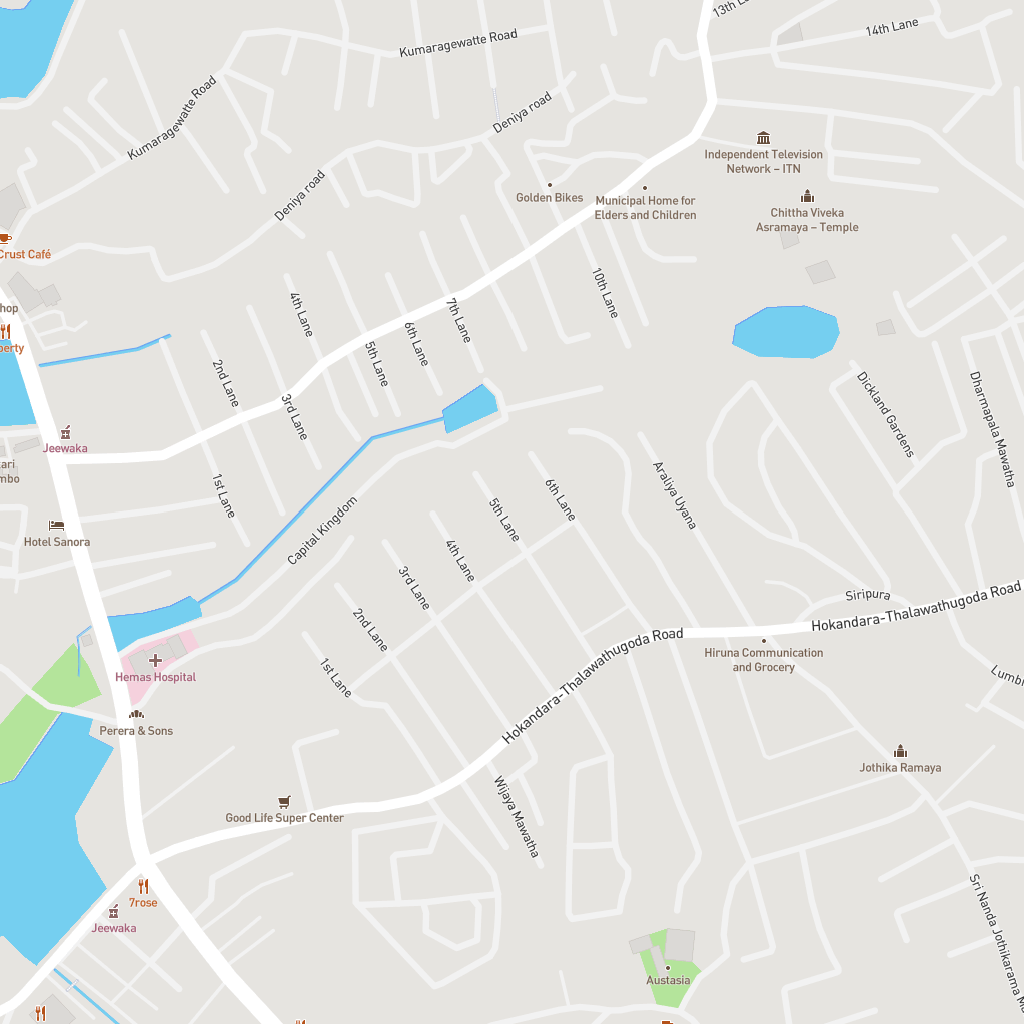 13th La
14th Lane
Kumaragewatte Road
Kumaragewatte Road
Deniya road
Independent Television
Network – ITN
Deniya road
Golden Bikes
Municipal Home for
Elders and Children
Chittha Viveka
Asramaya – Temple
Crust Café
10th Lane
hop
4th Lane
7th Lane
6th Lane
perty
5th Lane
2nd Lane
3rd Lane
Dickland Gardens
Dharmapala Mawatha
Jeewaka
ari
mbo
1st Lane
6th Lane
Araliya Uyana
5th Lane
Hotel Sanora
Capital Kingdom
4th Lane
3rd Lane
Siripura
Hokandara-Thalawathugoda Road
2nd Lane
Hokandara-Thalawathugoda Road
Hiruna Communication
and Grocery
1st Lane
Hemas Hospital
Lumbi
Perera & Sons
Jothika Ramaya
Good Life Super Center
Wijaya Mawatha
7rose
Jeewaka
Sri Nanda Jothikarama M
Austasia